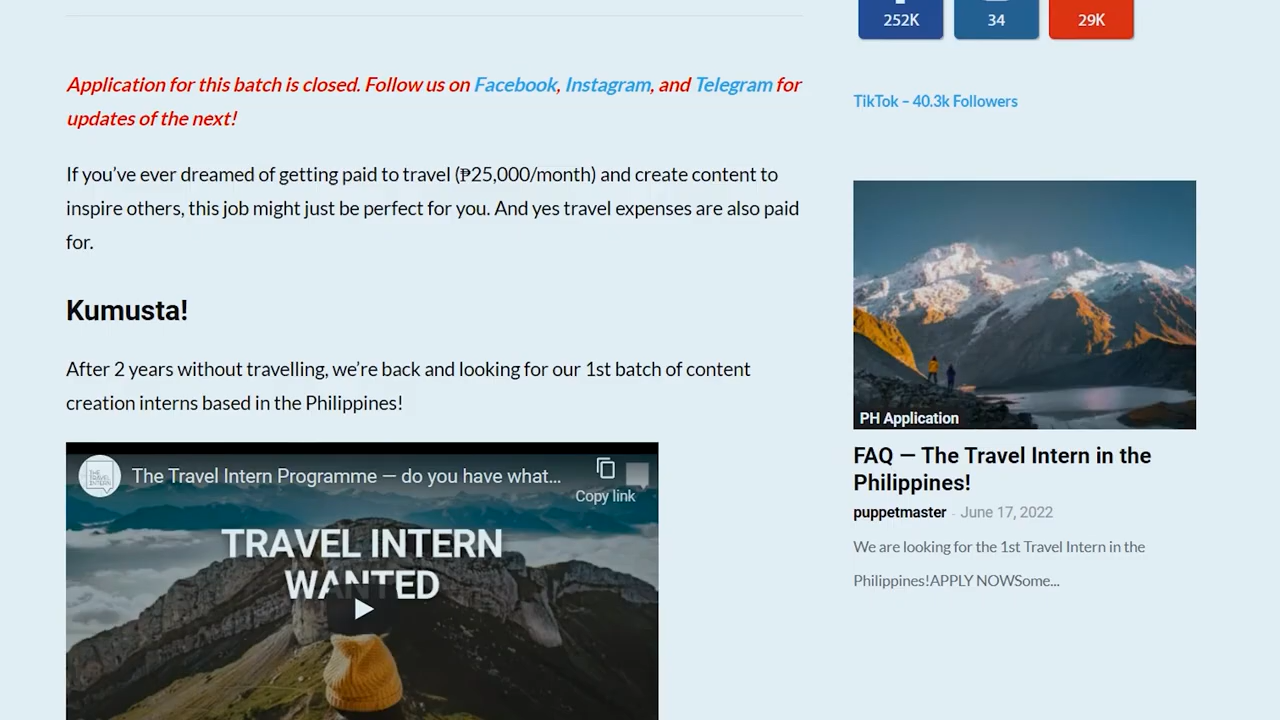 252K
34
29K
Application for this batch is closed. Follow us on Facebook, Instagram, and Telegram for
updates of the next!
If you’ve ever dreamed of getting paid to travel (₱25,000/month) and create content to
inspire others, this job might just be perfect for you. And yes travel expenses are also paid
for.
Kumusta!
After 2 years without travelling, we’re back and looking for our 1st batch of content
creation interns based in the Philippines!
THE TRAVEL INTERN
The Travel Intern Programme — do you have what...
Copy link
TRAVEL INTERN
WANTED
TikTok – 40.3k Followers
PH Application
FAQ — The Travel Intern in the
Philippines!
puppetmaster - June 17, 2022
We are looking for the 1st Travel Intern in the
Philippines!APPLY NOWSome...